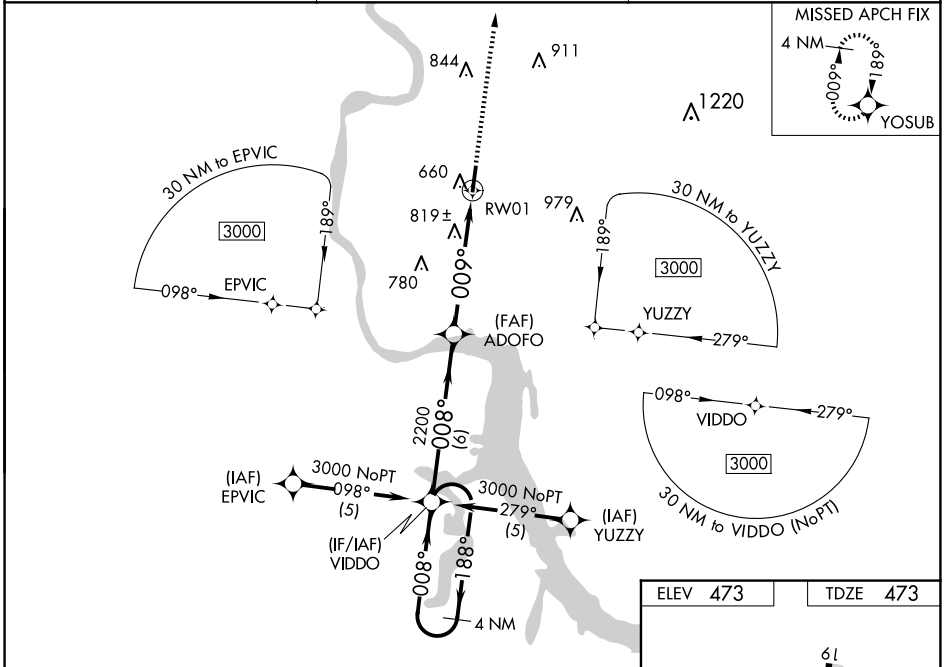 MISSED APCH FIX
4 NM
009°
189°
YOSUB
844
911
1220
30 NM to EPVIC
3000
189°
098°
EPVIC
660
RW01
819±
979
780
009°
30 NM to YUZZY
189°
3000
YUZZY
279°
(FAF)
ADOFO
098°
279°
VIDDO
3000
30 NM to VIDDO (NoPT)
2200
008°
(6)
(IAF)
EPVIC
3000 NoPT
098°
(5)
3000 NoPT
279°
(5)
(IAF)
YUZZY
(IF/IAF)
VIDDO
008°
188°
4 NM
ELEV 473
TDZE 473
19